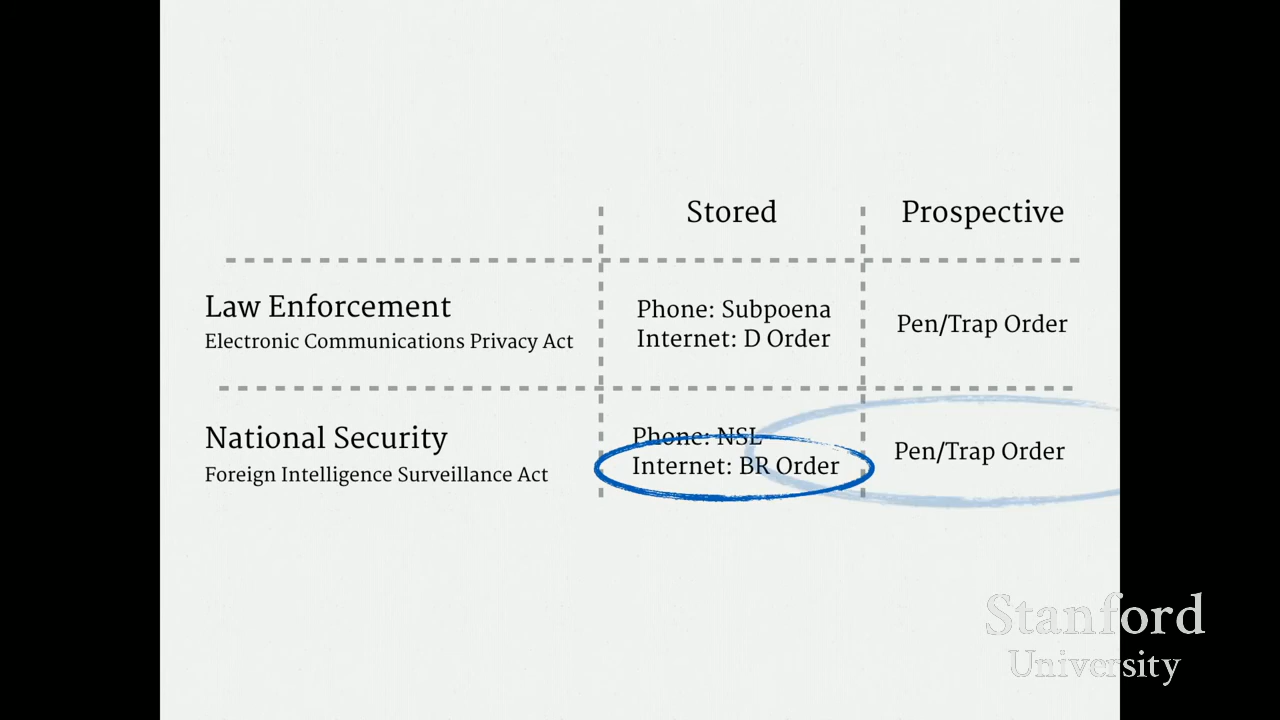 Stored
Prospective
Law Enforcement
Electronic Communications Privacy Act
Phone: Subpoena
Internet: D Order
Pen/Trap Order
National Security
Foreign Intelligence Surveillance Act
Phone: NSL
Internet: BR Order
Pen/Trap Order
Stanford
University